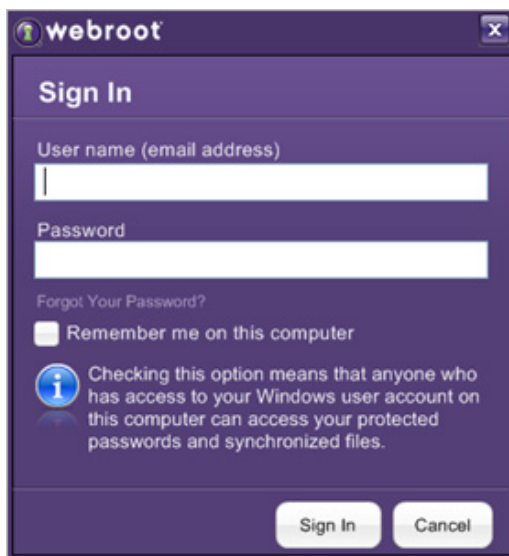 webroot
Sign In
User name (email address)
Password
Forgot Your Password?
Remember me on this computer
Checking this option means that anyone who
has access to your Windows user account on
this computer can access your protected
passwords and synchronized files.
Sign In
Cancel